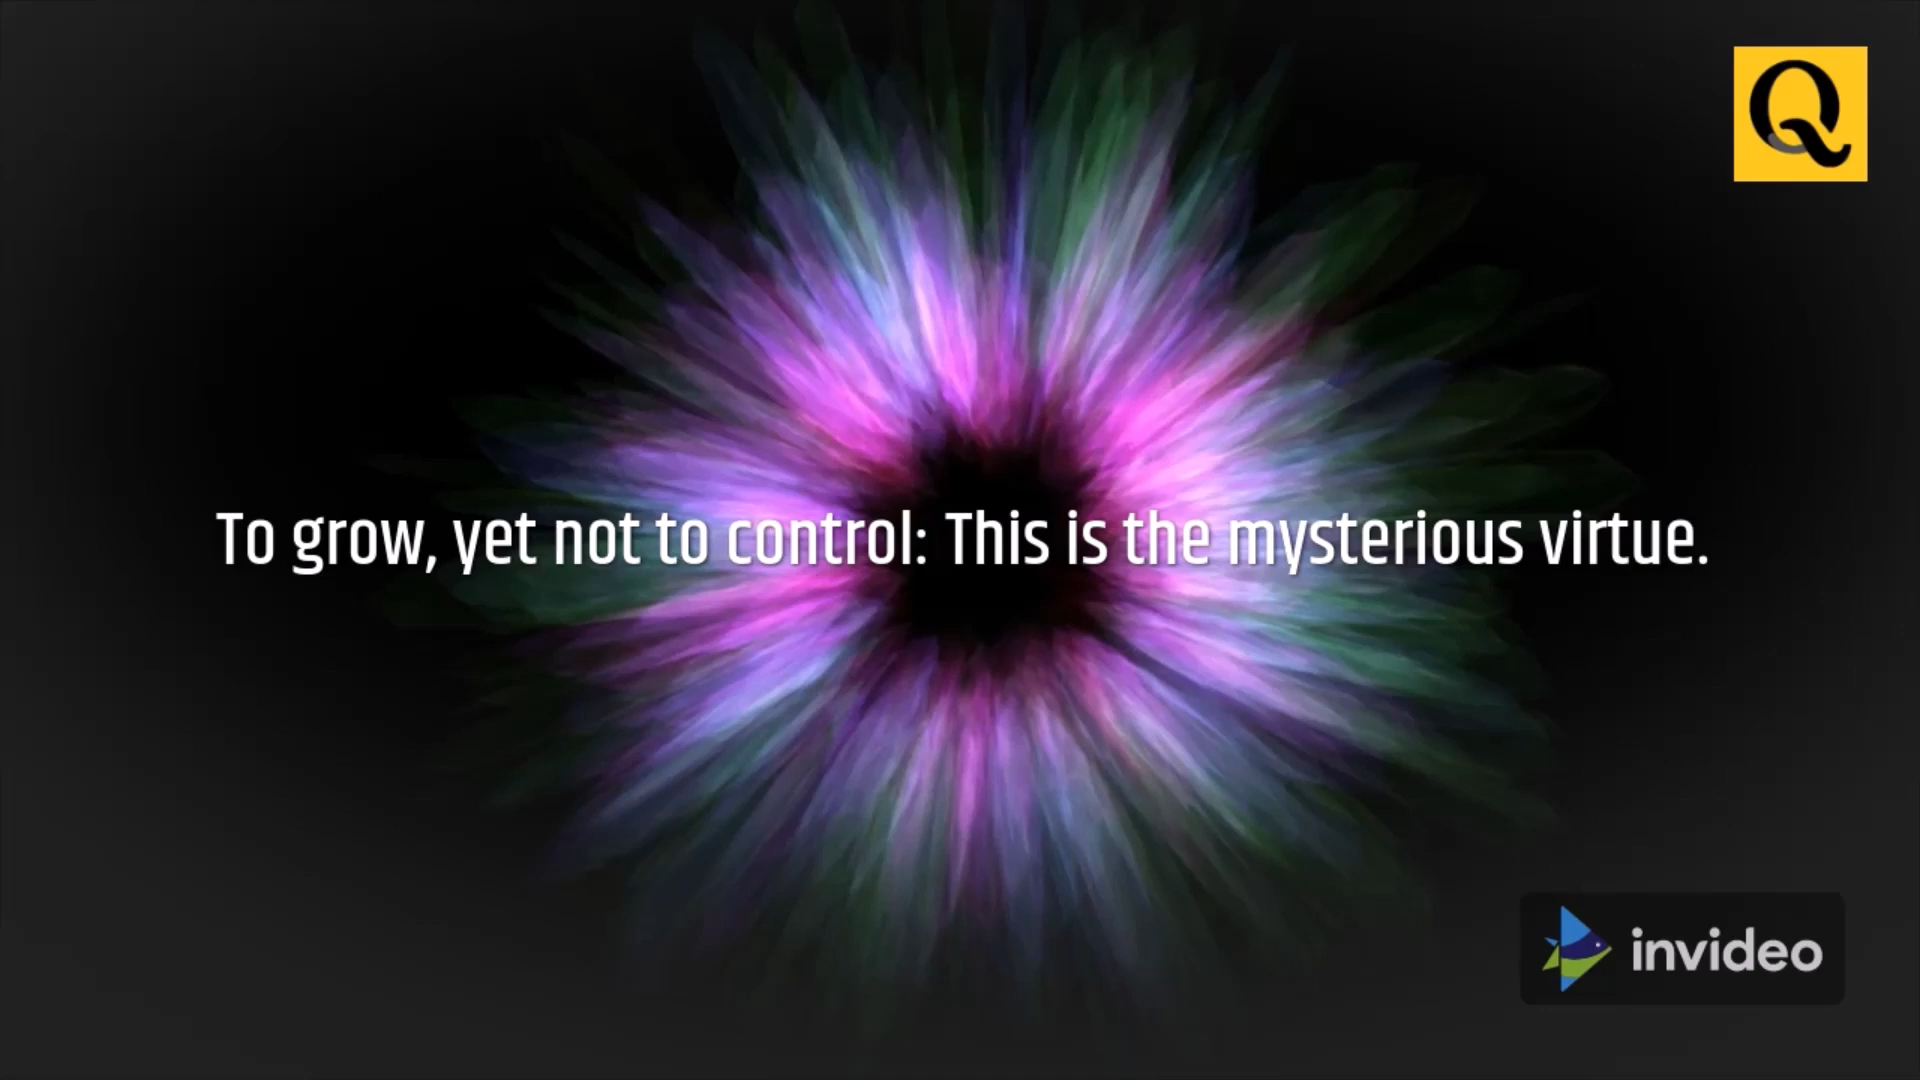 Q
To grow, yet not to control: This is the mysterious virtue.
invideo